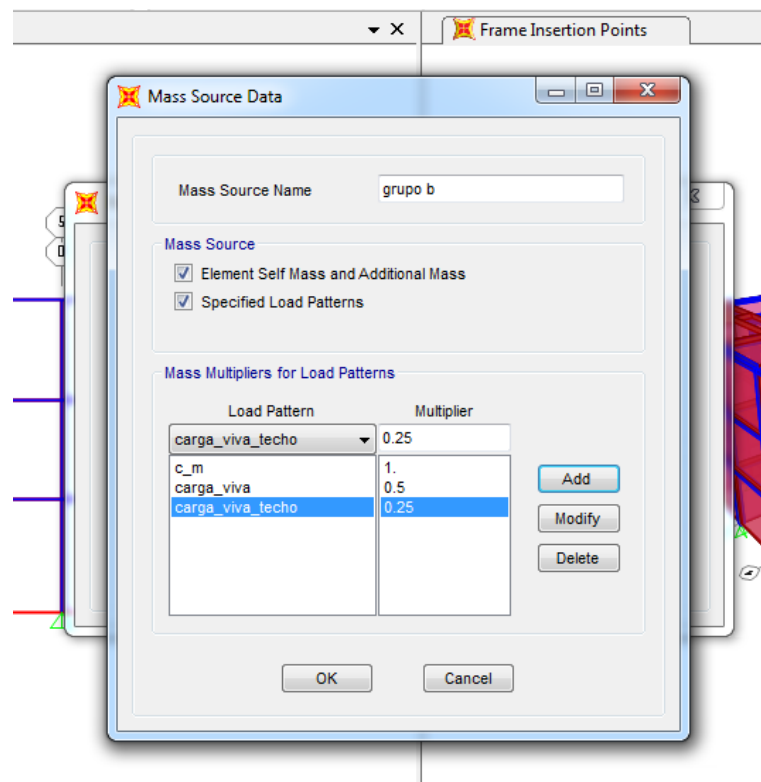 Frame Insertion Points
Mass Source Data
Mass Source Name grupo b
Mass Source
Element Self Mass and Additional Mass
Specified Load Patterns
Mass Multipliers for Load Patterns
Load Pattern Multiplier
carga_viva_techo 0.25
c_m 1.
carga_viva 0.5
carga_viva_techo 0.25
Add
Modify
Delete
OK Cancel